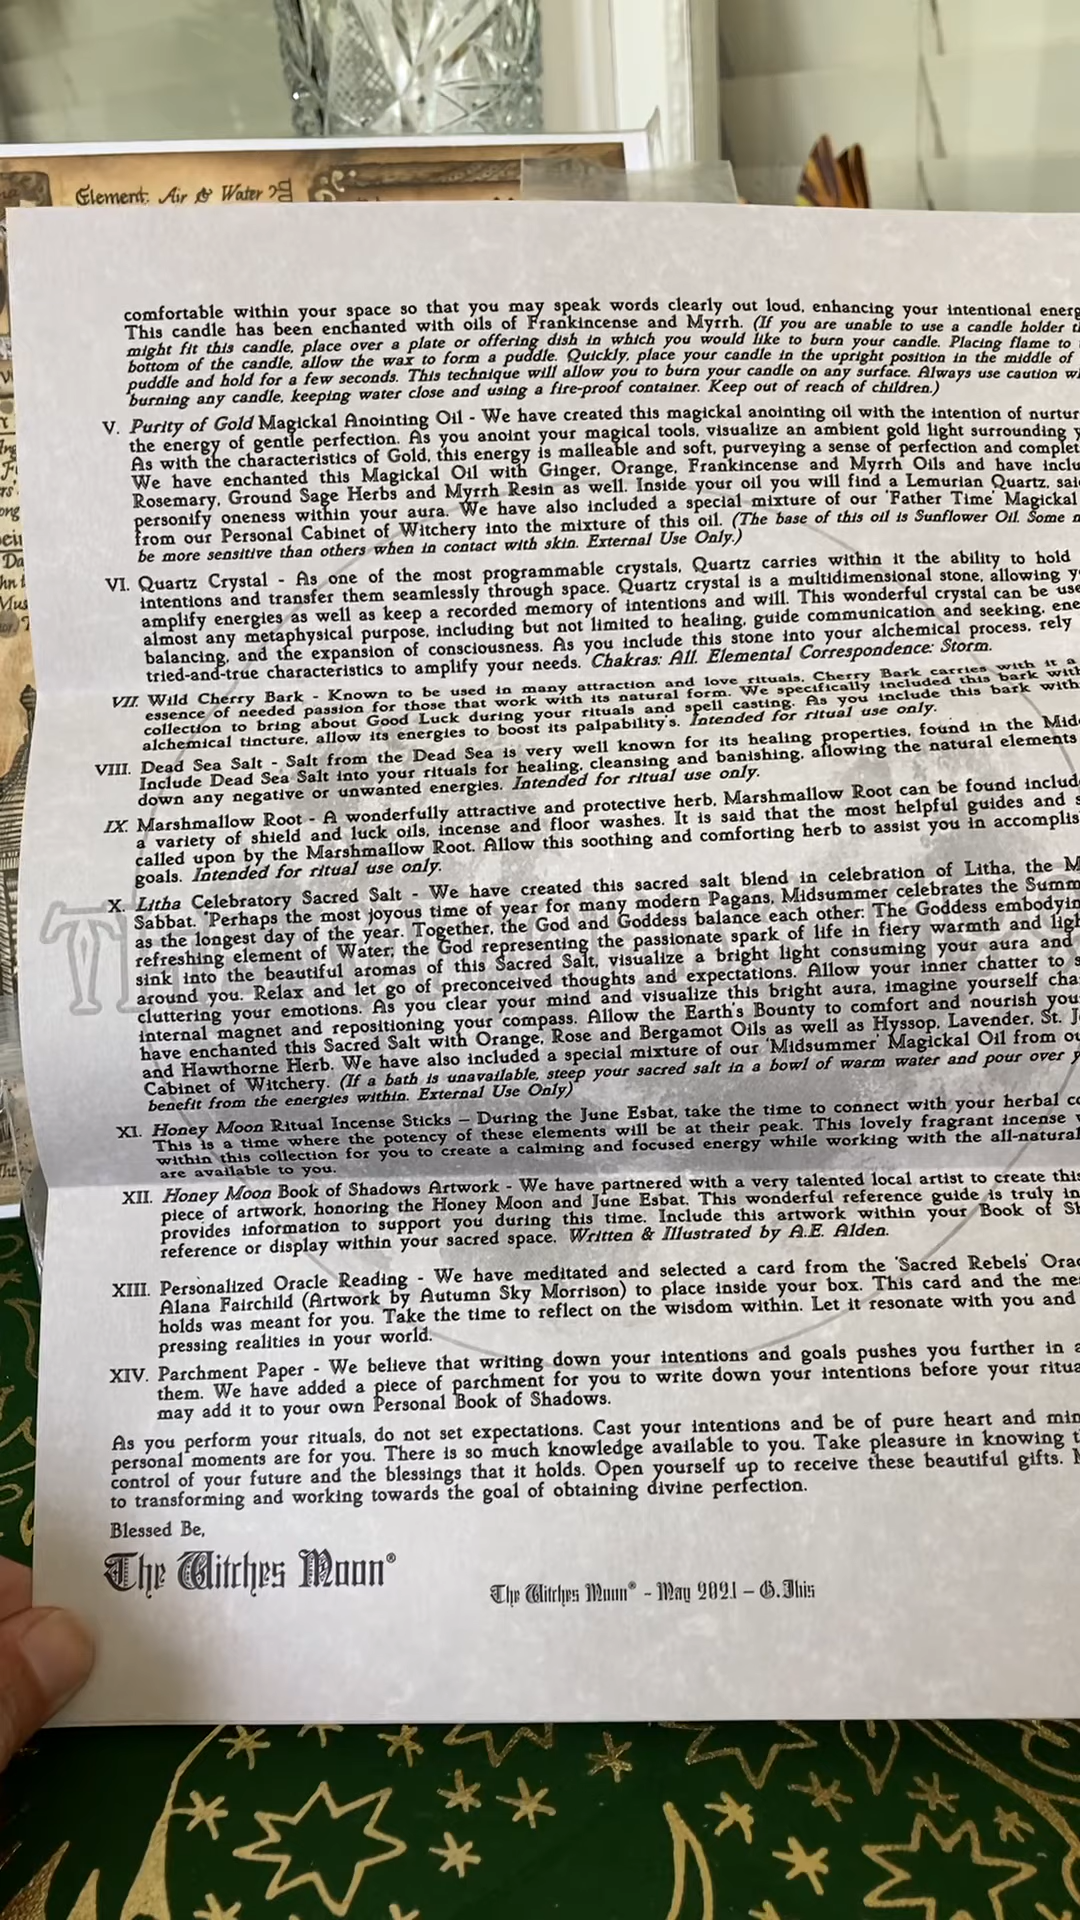 Element: Air & Water
comfortable within your space so that you may speak words clearly out loud, enhancing your intentional
This candle has been enchanted with oils of Frankincense and Myrrh. (If you are unable to use a candle holder
might fit this candle, place over a plate or offering dish in which you would like to burn your candle. Placing flame to
bottom of the candle, allow the wax to form a puddle. Quickly, place your candle in the upright position in the middle of
puddle and hold for a few seconds. This technique will allow you to burn your candle on any surface. Always use caution
burning any candle, keeping water close and using a fire-proof container. Keep out of reach of children.)
V. Purity of Gold Magickal Anointing Oil - We have created this magickal anointing oil with the intention of
the energy of gentle perfection. As you anoint your magical tools, visualize an ambient gold light surrounding
As with the characteristics of Gold, this energy is malleable and soft, purveying a sense of perfection and
We have enchanted this Magickal Oil with Ginger, Orange, Frankincense and Myrrh Oils and have
Rosemary, Ground Sage Herbs and Myrrh Resin as well. Inside your oil you will find a Lemurian Quartz,
personify oneness within your aura. We have also included a special mixture of our 'Father Time' Magickal
from our Personal Cabinet of Witchery into the mixture of this oil. (The base of this oil is Sunflower Oil. Some
be more sensitive than others when in contact with skin. External Use Only.)
VI. Quartz Crystal - As one of the most programmable crystals, Quartz carries within it the ability to hold
intentions and transfer them seamlessly through space. Quartz crystal is a multidimensional stone, allowing
amplify energies as well as keep a recorded memory of intentions and will. This wonderful crystal can be
almost any metaphysical purpose, including but not limited to healing, guide communication and seeking,
balancing, and the expansion of consciousness. As you include this stone into your alchemical process, rely
tried-and-true characteristics to amplify your needs. Chakras: All. Elemental Correspondence: Storm.
VII. Wild Cherry Bark - Known to be used in many attraction and love rituals, Cherry Bark carries with it a
essence of needed passion for those that work with its natural form. We specifically included this bark with
collection to bring about Good Luck during your rituals and spell casting. As you include this bark with
alchemical tincture, allow its energies to boost its palpability's. Intended for ritual use only.
VIII. Dead Sea Salt - Salt from the Dead Sea is very well known for its healing properties, found in the
Include Dead Sea Salt into your rituals for healing, cleansing and banishing, allowing the natural elements
down any negative or unwanted energies. Intended for ritual use only.
IX. Marshmallow Root - A wonderfully attractive and protective herb, Marshmallow Root can be found
a variety of shield and luck oils, incense and floor washes. It is said that the most helpful guides and
called upon by the Marshmallow Root. Allow this soothing and comforting herb to assist you in
goals. Intended for ritual use only.
X. Litha Celebratory Sacred Salt - We have created this sacred salt blend in celebration of Litha, the
Sabbat. 'Perhaps the most joyous time of year for many modern Pagans, Midsummer celebrates the
as the longest day of the year. Together, the God and Goddess balance each other: The Goddess
refreshing element of Water; the God representing the passionate spark of life in fiery warmth and
sink into the beautiful aromas of this Sacred Salt, visualize a bright light consuming your aura and
around you. Relax and let go of preconceived thoughts and expectations. Allow your inner chatter to
cluttering your emotions. As you clear your mind and visualize this bright aura, imagine yourself
internal magnet and repositioning your compass. Allow the Earth's Bounty to comfort and nourish
have enchanted this Sacred Salt with Orange, Rose and Bergamot Oils as well as Hyssop, Lavender, St.
and Hawthorne Herb. We have also included a special mixture of our 'Midsummer' Magickal Oil from
Cabinet of Witchery. (If a bath is unavailable, steep your sacred salt in a bowl of warm water and pour over
benefit from the energies within. External Use Only)
XI. Honey Moon Ritual Incense Sticks – During the June Esbat, take the time to connect with your herbal
This is a time where the potency of these elements will be at their peak. This lovely fragrant incense
within this collection for you to create a calming and focused energy while working with the all-natural
are available to you.
XII. Honey Moon Book of Shadows Artwork - We have partnered with a very talented local artist to create
piece of artwork, honoring the Honey Moon and June Esbat. This wonderful reference guide is truly
provides information to support you during this time. Include this artwork within your Book of
reference or display within your sacred space. Written & Illustrated by A.E. Alden.
XIII. Personalized Oracle Reading - We have meditated and selected a card from the 'Sacred Rebels'
Alana Fairchild (Artwork by Autumn Sky Morrison) to place inside your box. This card and the
holds was meant for you. Take the time to reflect on the wisdom within. Let it resonate with you and
pressing realities in your world.
XIV. Parchment Paper - We believe that writing down your intentions and goals pushes you further in
them. We have added a piece of parchment for you to write down your intentions before your
may add it to your own Personal Book of Shadows.
As you perform your rituals, do not set expectations. Cast your intentions and be of pure heart and
personal moments are for you. There is so much knowledge available to you. Take pleasure in knowing
control of your future and the blessings that it holds. Open yourself up to receive these beautiful gifts.
to transforming and working towards the goal of obtaining divine perfection.
Blessed Be,
The Witches Moon®
The Witches Moon® - May 2021 – G.This